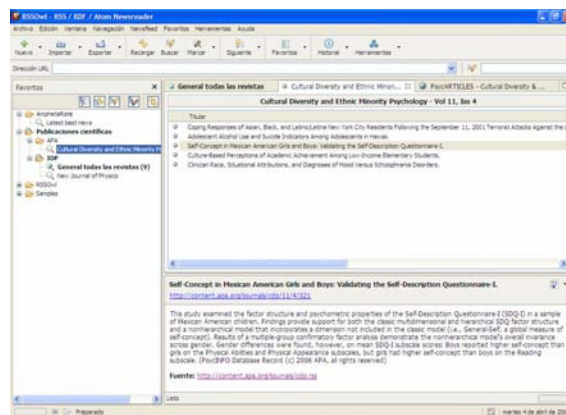 RSSOwl - RSS / RDF / Atom Newsreader
Archivo Edición Ventana Navegación Newsfeed Favoritos Herramientas Ayuda
Nuevo Importar Exportar Recargar Buscar Marcar Siguiente Favoritos Historial Herramientas
Dirección URL
Favoritos
General todas las revistas
Cultural Diversity and Ethnic Minori...
PsycARTICLES - Cultural Diversity & ...
Cultural Diversity and Ethnic Minority Psychology - Vol 11, Iss 4
AmphetaRate
Latest best news
Publicaciones científicas
APA
Cultural Diversity and Ethnic Minority P
IOP
General todas las revistas (9)
New Journal of Physics
RSSOwl
Samples
Titular
Coping Responses of Asian, Black, and Latino/Latina New York City Residents Following the September 11, 2001 Terrorist Attacks Against the
Adolescent Alcohol Use and Suicide Indicators Among Adolescents in Hawaii.
Self-Concept in Mexican American Girls and Boys: Validating the Self-Description Questionnaire-I.
Culture-Based Perceptions of Academic Achievement Among Low-Income Elementary Students.
Clinician Race, Situational Attributions, and Diagnoses of Mood Versus Schizophrenia Disorders.
Self-Concept in Mexican American Girls and Boys: Validating the Self-Description Questionnaire-I.
http://content.apa.org/journals/cdp/11/4/321
This study examined the factor structure and psychometric properties of the Self-Description Questionnaire-I (SDQ-I) in a sample
of Mexican American children. Findings provide support for both the classic multidimensional and hierarchical SDQ factor structure
and a nonhierarchical model that incorporates a dimension not included in the classic model (i.e., General-Self, a global measure of
self-concept). Results of a multiple-group confirmatory factor analysis demonstrate the nonhierarchical model's overall invariance
across gender. Gender differences were found, however, on mean SDQ-I subscale scores: Boys reported higher self-concept than
girls on the Physical Abilities and Physical Appearance subscales, but girls had higher self-concept than boys on the Reading
subscale. (PsycINFO Database Record (c) 2006 APA, all rights reserved)
Fuente: http://content.apa.org/journals/cdp.rss
Preparado
martes 4 de abril de